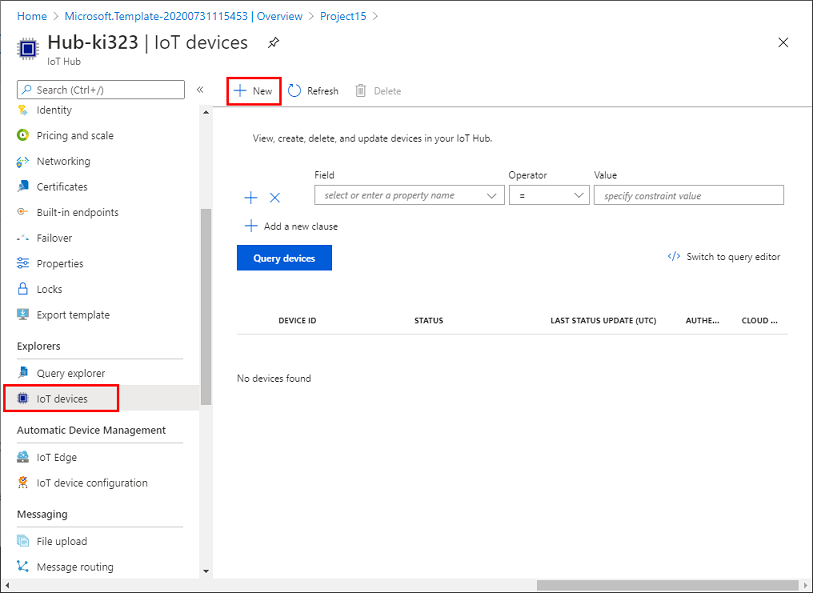 Home > Microsoft.Template-20200731115453 | Overview > Project15 >
Hub-ki323 | IoT devices
IoT Hub
Search (Ctrl+/)
«
New
Refresh
Delete
Identity
Pricing and scale
Networking
Certificates
Built-in endpoints
Failover
Properties
Locks
Export template
Explorers
Query explorer
IoT devices
Automatic Device Management
IoT Edge
IoT device configuration
Messaging
File upload
Message routing
View, create, delete, and update devices in your IoT Hub.
Field Operator Value
select or enter a property name = specify constraint value
Add a new clause
Query devices
</> Switch to query editor
DEVICE ID STATUS LAST STATUS UPDATE (UTC) AUTHE... CLOUD ...
No devices found